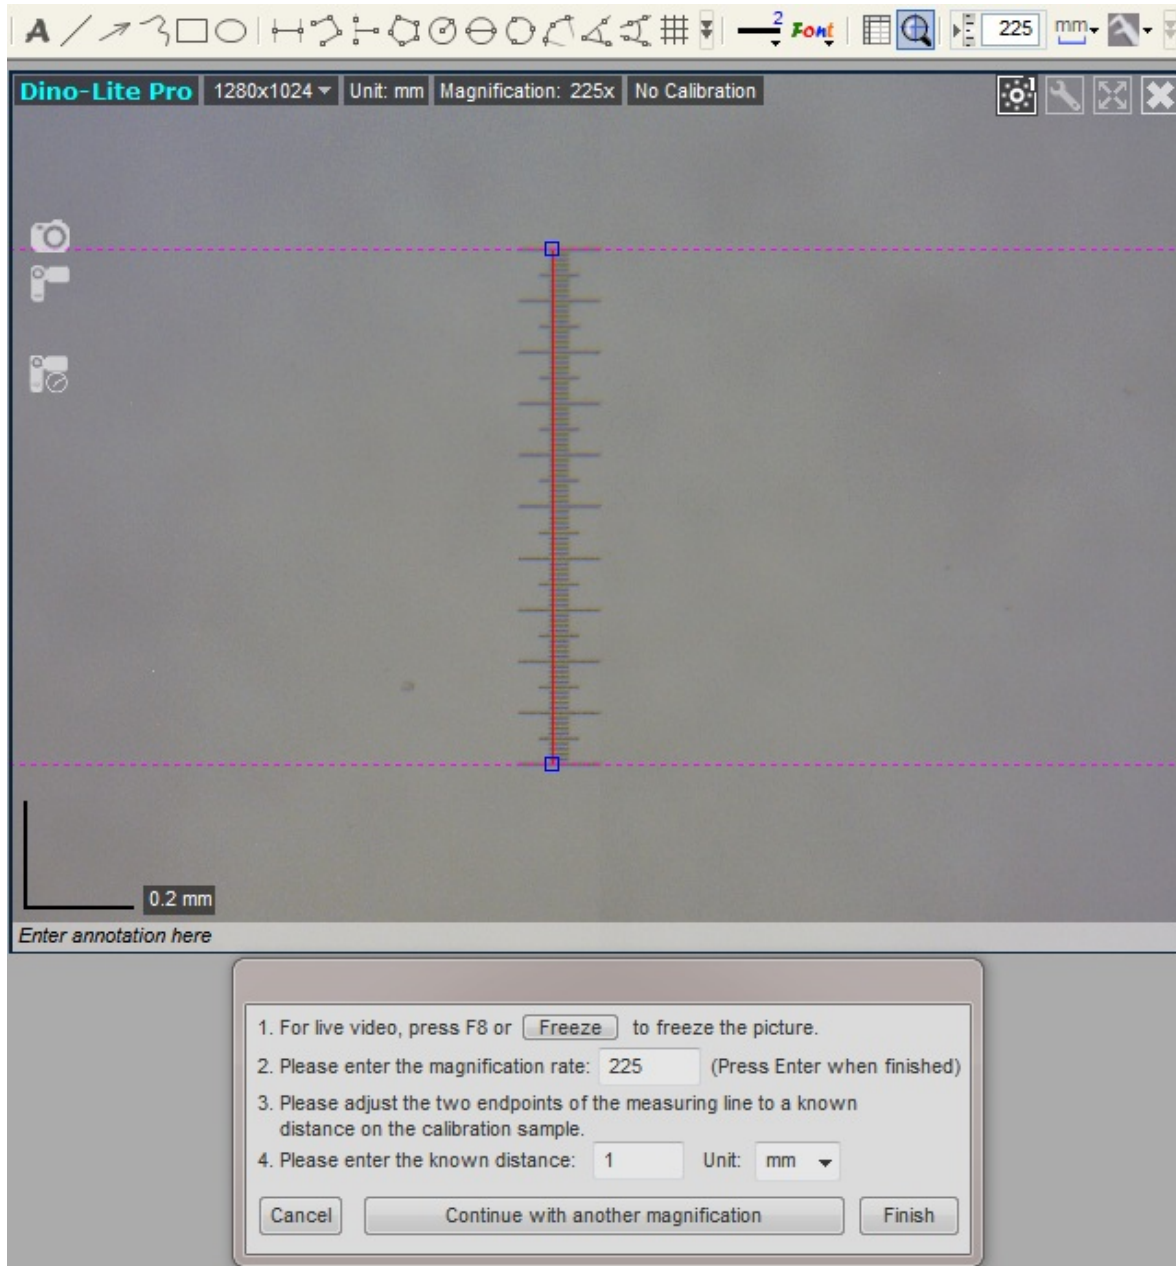 A 2 Font 225 mm
Dino-Lite Pro 1280x1024 Unit: mm Magnification: 225x No Calibration
1
0.2 mm
Enter annotation here
1. For live video, press F8 or Freeze to freeze the picture.
2. Please enter the magnification rate: 225 (Press Enter when finished)
3. Please adjust the two endpoints of the measuring line to a known
distance on the calibration sample.
4. Please enter the known distance: 1 Unit: mm
Cancel Continue with another magnification Finish